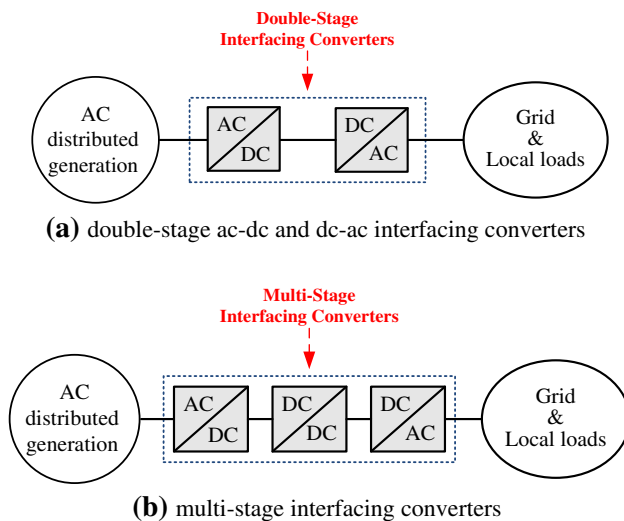 Double-Stage
Interfacing Converters
AC
distributed
generation
AC
DC
DC
AC
Grid
&
Local loads
(a) double-stage ac-dc and dc-ac interfacing converters
Multi-Stage
Interfacing Converters
AC
distributed
generation
AC
DC
DC
DC
DC
AC
Grid
&
Local loads
(b) multi-stage interfacing converters